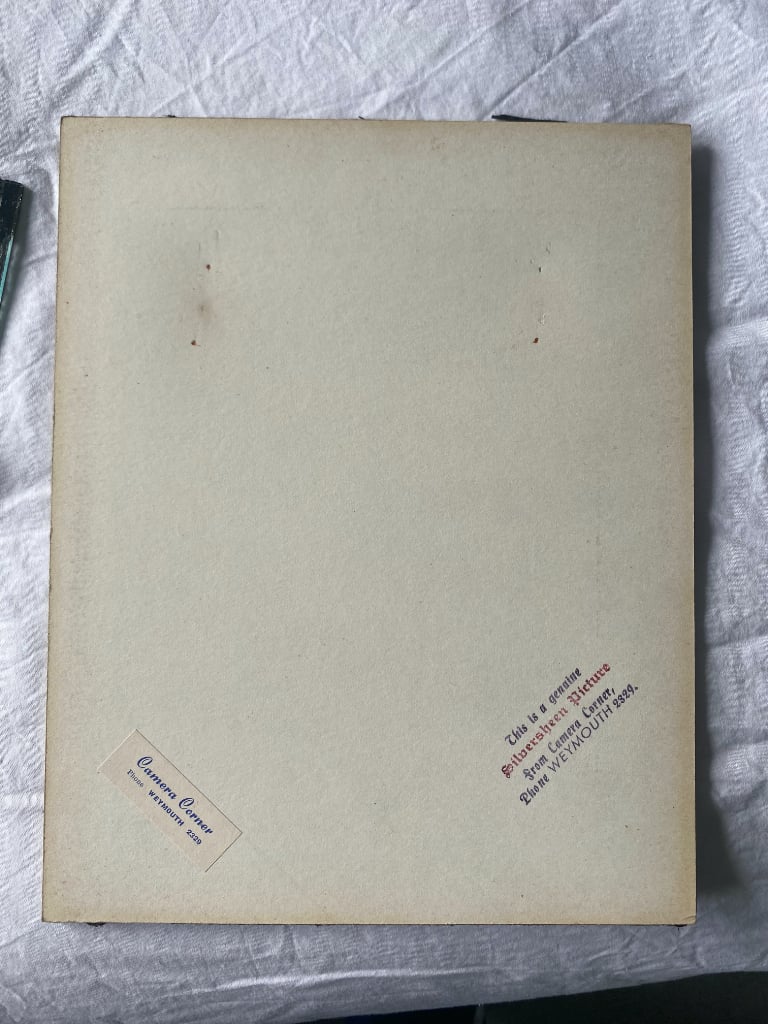 This is a genuine
Silversheen Picture
from Camera Corner,
Phone WEYMOUTH 2329.
Camera Corner
Phone WEYMOUTH 2329